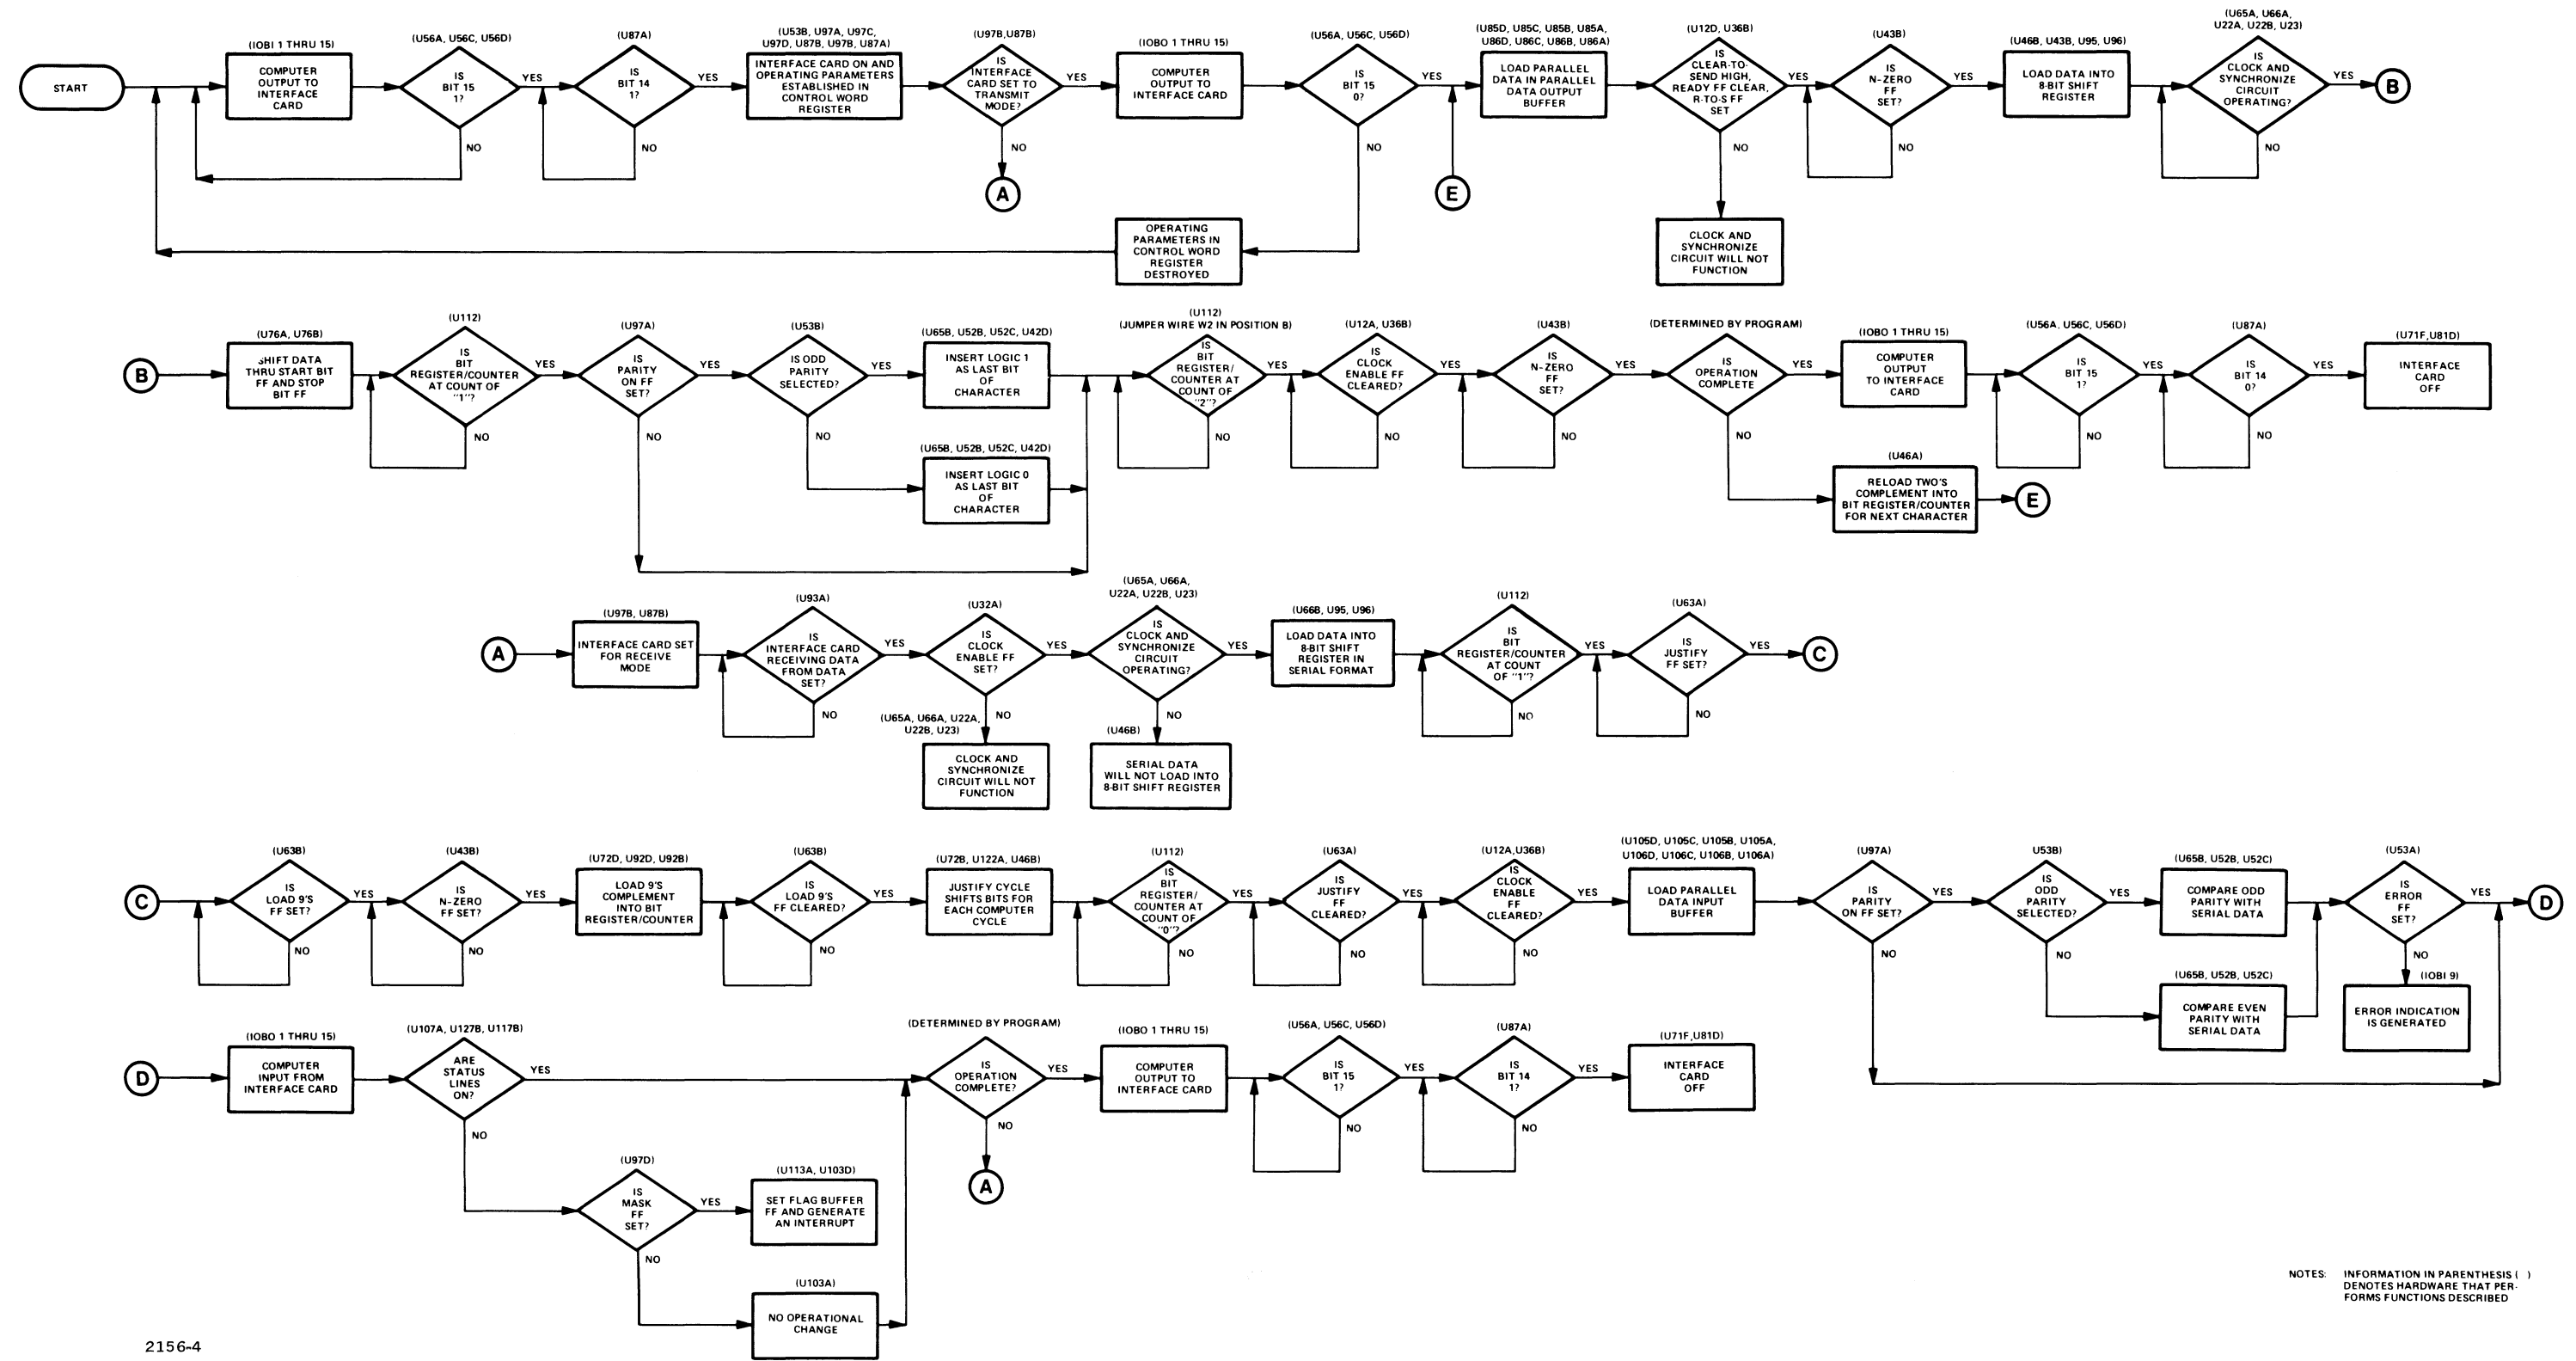 START
(IOBI 1 THRU 15)
COMPUTER
OUTPUT TO
INTERFACE
CARD
(U56A, U56C, U56D)
IS
BIT 15
1?
YES
NO
(U87A)
IS
BIT 14
1?
YES
NO
(U53B, U97A, U97C,
U97D, U87B, U97B, U87A)
INTERFACE CARD ON AND
OPERATING PARAMETERS
ESTABLISHED IN
CONTROL WORD
REGISTER
(U97B,U87B)
IS
INTERFACE
CARD SET TO
TRANSMIT
MODE?
YES
NO
A
(IOBO 1 THRU 15)
COMPUTER
OUTPUT TO
INTERFACE CARD
(U56A, U56C, U56D)
IS
BIT 15
0?
YES
NO
OPERATING
PARAMETERS IN
CONTROL WORD
REGISTER
DESTROYED
E
(U85D, U85C, U85B, U85A,
U86D, U86C, U86B, U86A)
LOAD PARALLEL
DATA IN PARALLEL
DATA OUTPUT
BUFFER
(U12D, U36B)
IS
CLEAR-TO-
SEND HIGH,
READY FF CLEAR,
R-TO-S FF
SET
YES
NO
CLOCK AND
SYNCHRONIZE
CIRCUIT WILL NOT
FUNCTION
(U43B)
IS
N-ZERO
FF
SET?
YES
NO
(U46B, U43B, U95, U96)
LOAD DATA INTO
8-BIT SHIFT
REGISTER
(U65A, U66A,
U22A, U22B, U23)
IS
CLOCK AND
SYNCHRONIZE
CIRCUIT
OPERATING?
YES
NO
B
B
(U76A, U76B)
SHIFT DATA
THRU START BIT
FF AND STOP
BIT FF
(U112)
IS
BIT
REGISTER/COUNTER
AT COUNT OF
"1"?
YES
NO
(U97A)
IS
PARITY
ON FF
SET?
YES
NO
(U53B)
IS ODD
PARITY
SELECTED?
YES
NO
(U65B, U52B, U52C, U42D)
INSERT LOGIC 1
AS LAST BIT
OF
CHARACTER
(U65B, U52B, U52C, U42D)
INSERT LOGIC 0
AS LAST BIT
OF
CHARACTER
(U112)
(JUMPER WIRE W2 IN POSITION B)
IS
BIT
REGISTER/
COUNTER AT
COUNT OF
"2"?
YES
NO
(U12A, U36B)
IS
CLOCK
ENABLE FF
CLEARED?
YES
NO
(U43B)
IS
N-ZERO
FF
SET?
YES
NO
(DETERMINED BY PROGRAM)
IS
OPERATION
COMPLETE
YES
NO
(U46A)
RELOAD TWO'S
COMPLEMENT INTO
BIT REGISTER/COUNTER
FOR NEXT CHARACTER
E
(IOBO 1 THRU 15)
COMPUTER
OUTPUT
TO INTERFACE
CARD
(U56A, U56C, U56D)
IS
BIT 15
1?
YES
NO
(U87A)
IS
BIT 14
0?
YES
NO
(U71F,U81D)
INTERFACE
CARD
OFF
A
(U97B, U87B)
INTERFACE CARD SET
FOR RECEIVE
MODE
(U93A)
IS
INTERFACE CARD
RECEIVING DATA
FROM DATA
SET?
YES
NO
(U32A)
IS
CLOCK
ENABLE FF
SET?
YES
NO
(U65A, U66A, U22A,
U22B, U23)
CLOCK AND
SYNCHRONIZE
CIRCUIT WILL NOT
FUNCTION
(U65A, U66A,
U22A, U22B, U23)
IS
CLOCK AND
SYNCHRONIZE
CIRCUIT
OPERATING?
YES
NO
(U46B)
SERIAL DATA
WILL NOT LOAD INTO
8-BIT SHIFT REGISTER
(U66B, U95, U96)
LOAD DATA INTO
8-BIT SHIFT
REGISTER IN
SERIAL FORMAT
(U112)
IS
BIT
REGISTER/COUNTER
AT COUNT
OF "1"?
YES
NO
(U63A)
IS
JUSTIFY
FF SET?
YES
NO
C
C
(U63B)
IS
LOAD 9'S
FF SET?
YES
NO
(U43B)
IS
N-ZERO
FF SET?
YES
NO
(U72D, U92D, U92B)
LOAD 9'S
COMPLEMENT
INTO BIT
REGISTER/COUNTER
(U63B)
IS
LOAD 9'S
FF CLEARED?
YES
NO
(U72B, U122A, U46B)
JUSTIFY CYCLE
SHIFTS BITS FOR
EACH COMPUTER
CYCLE
(U112)
IS
BIT
REGISTER/
COUNTER AT
COUNT OF
"0"?
YES
NO
(U63A)
IS
JUSTIFY
FF
CLEARED?
YES
NO
(U12A,U36B)
IS
CLOCK
ENABLE
FF
CLEARED?
YES
NO
(U105D, U105C, U105B, U105A,
U106D, U106C, U106B, U106A)
LOAD PARALLEL
DATA INPUT
BUFFER
(U97A)
IS
PARITY
ON FF SET?
YES
NO
U53B)
IS
ODD
PARITY
SELECTED?
YES
NO
(U65B, U52B, U52C)
COMPARE ODD
PARITY WITH
SERIAL DATA
(U65B, U52B, U52C)
COMPARE EVEN
PARITY WITH
SERIAL DATA
(U53A)
IS
ERROR
FF
SET?
YES
NO
(IOBI 9)
ERROR INDICATION
IS GENERATED
D
D
(IOBO 1 THRU 15)
COMPUTER
INPUT FROM
INTERFACE CARD
(U107A, U127B, U117B)
ARE
STATUS
LINES
ON?
YES
NO
(U97D)
IS
MASK
FF
SET?
YES
NO
(U113A, U103D)
SET FLAG BUFFER
FF AND GENERATE
AN INTERRUPT
(U103A)
NO OPERATIONAL
CHANGE
(DETERMINED BY PROGRAM)
IS
OPERATION
COMPLETE?
YES
NO
A
(IOBO 1 THRU 15)
COMPUTER
OUTPUT TO
INTERFACE CARD
(U56A, U56C, U56D)
IS
BIT 15
1?
YES
NO
(U87A)
IS
BIT 14
1?
YES
NO
(U71F,U81D)
INTERFACE
CARD
OFF
NOTES: INFORMATION IN PARENTHESIS ( )
DENOTES HARDWARE THAT PER-
FORMS FUNCTIONS DESCRIBED
2156-4